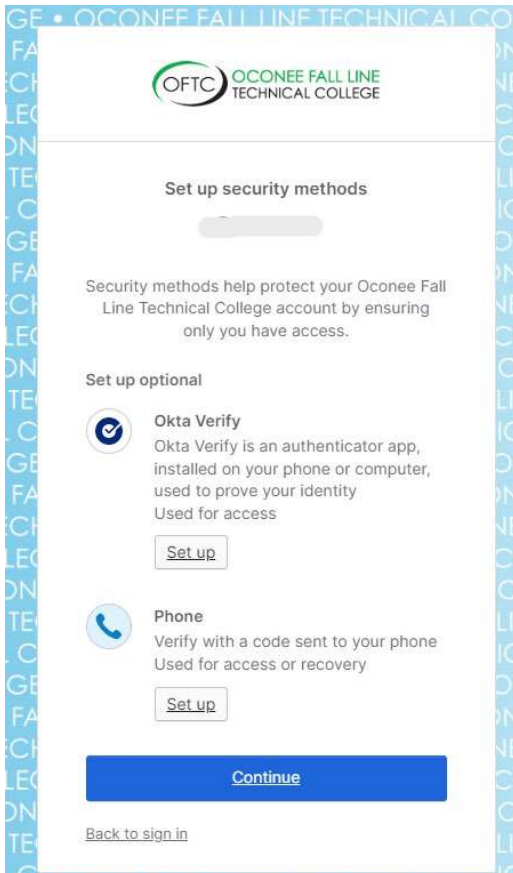 OFTC OCONEE FALL LINE
TECHNICAL COLLEGE
Set up security methods
Security methods help protect your Oconee Fall
Line Technical College account by ensuring
only you have access.
Set up optional
Okta Verify
Okta Verify is an authenticator app,
installed on your phone or computer,
used to prove your identity
Used for access
Set up
Phone
Verify with a code sent to your phone
Used for access or recovery
Set up
Continue
Back to sign in